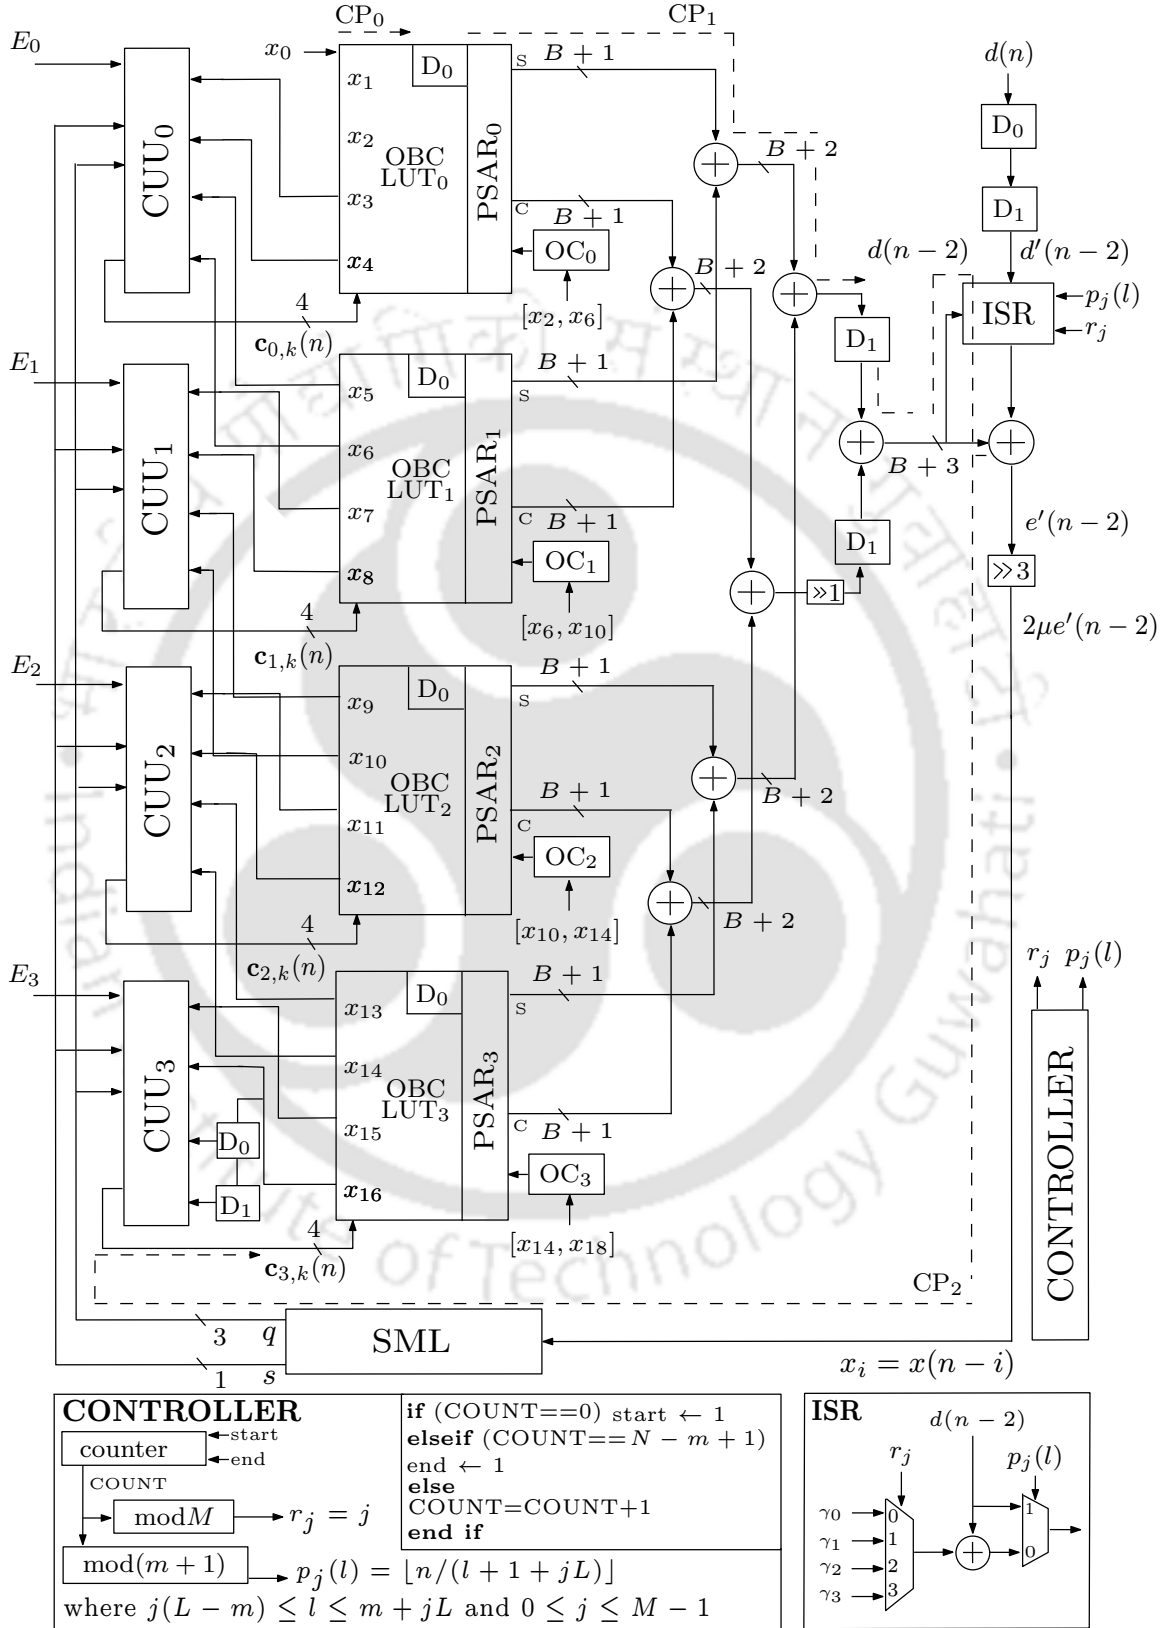 CP₀
CP₁
E₀
x₀
CUU₀
x₁
x₂
x₃
x₄
D₀
OBC
LUT₀
PSAR₀
S
B + 1
C
B + 1
OC₀
[x₂, x₆]
4
c₀,ₖ(n)
B + 2
B + 2
d(n)
D₀
D₁
d(n − 2)
d′(n − 2)
ISR
pⱼ(l)
rⱼ
E₁
CUU₁
x₅
x₆
x₇
x₈
D₀
OBC
LUT₁
PSAR₁
S
B + 1
C
B + 1
OC₁
[x₆, x₁₀]
4
c₁,ₖ(n)
D₁
B + 3
D₁
≫1
e′(n − 2)
≫3
2μe′(n − 2)
E₂
CUU₂
x₉
x₁₀
x₁₁
x₁₂
D₀
OBC
LUT₂
PSAR₂
S
B + 1
B + 1
C
OC₂
[x₁₀, x₁₄]
4
c₂,ₖ(n)
B + 2
B + 2
E₃
CUU₃
D₀
D₁
x₁₃
x₁₄
x₁₅
x₁₆
D₀
OBC
LUT₃
PSAR₃
B + 1
S
C
B + 1
OC₃
[x₁₄, x₁₈]
4
c₃,ₖ(n)
rⱼ pⱼ(l)
CONTROLLER
CP₂
3 q
1 s
SML
xᵢ = x(n − i)
CONTROLLER
counter
start
end
COUNT
modM
rⱼ = j
mod(m + 1)
pⱼ(l) = ⌊n/(l + 1 + jL)⌋
where j(L − m) ≤ l ≤ m + jL and 0 ≤ j ≤ M − 1
if (COUNT==0) start ← 1
elseif (COUNT==N − m + 1)
end ← 1
else
COUNT=COUNT+1
end if
ISR
d(n − 2)
rⱼ
pⱼ(l)
γ₀ 0
γ₁ 1
γ₂ 2
γ₃ 3
1
0
Indian Institute of Technology Guwahati